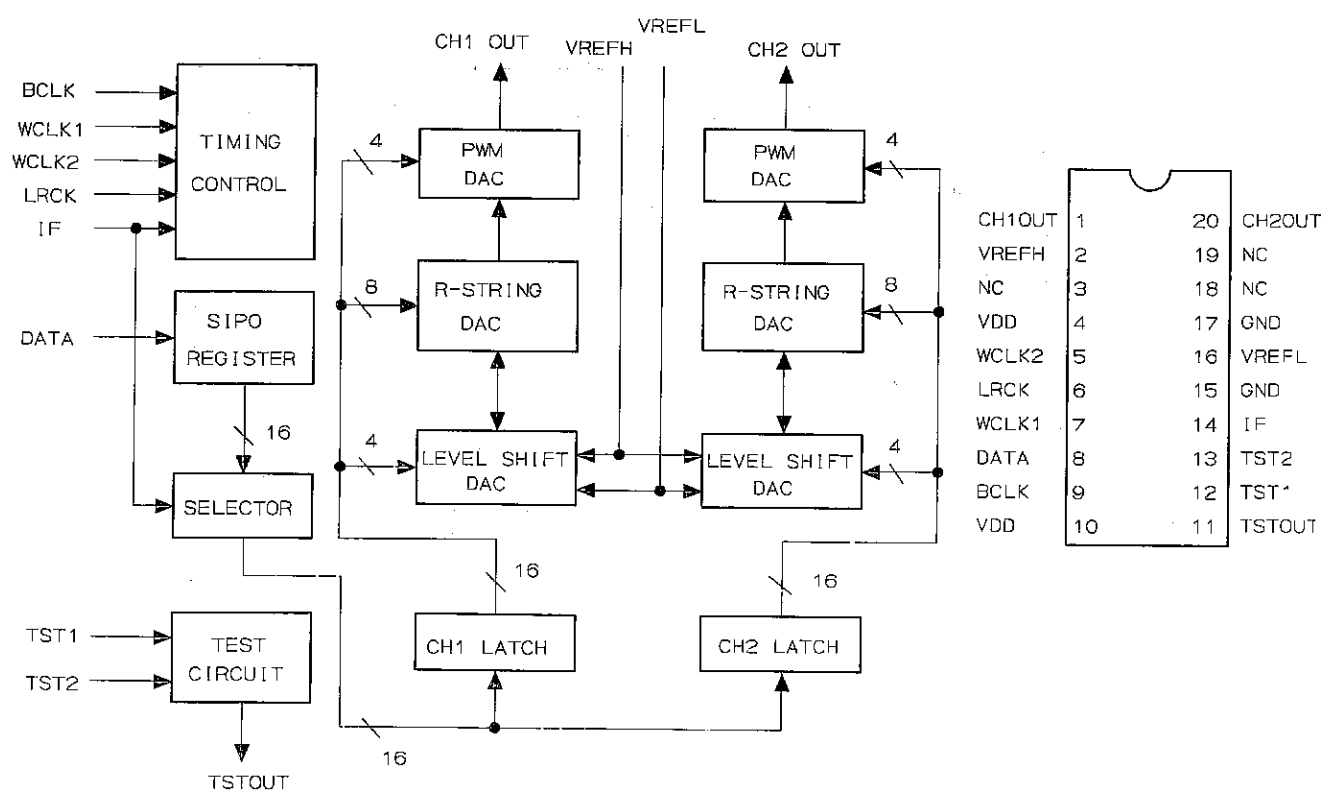 VREFL
CH1 OUT
VREFH
CH2 OUT
BCLK
WCLK1
WCLK2
LRCK
IF
TIMING
CONTROL
4
PWM
DAC
PWM
DAC
4
8
R-STRING
DAC
R-STRING
DAC
8
DATA
SIPO
REGISTER
16
4
LEVEL SHIFT
DAC
LEVEL SHIFT
DAC
4
SELECTOR
16
16
TST1
TST2
TEST
CIRCUIT
CH1 LATCH
CH2 LATCH
16
TSTOUT
CH1OUT 1 20 CH2OUT
VREFH 2 19 NC
NC 3 18 NC
VDD 4 17 GND
WCLK2 5 16 VREFL
LRCK 6 15 GND
WCLK1 7 14 IF
DATA 8 13 TST2
BCLK 9 12 TST1
VDD 10 11 TSTOUT